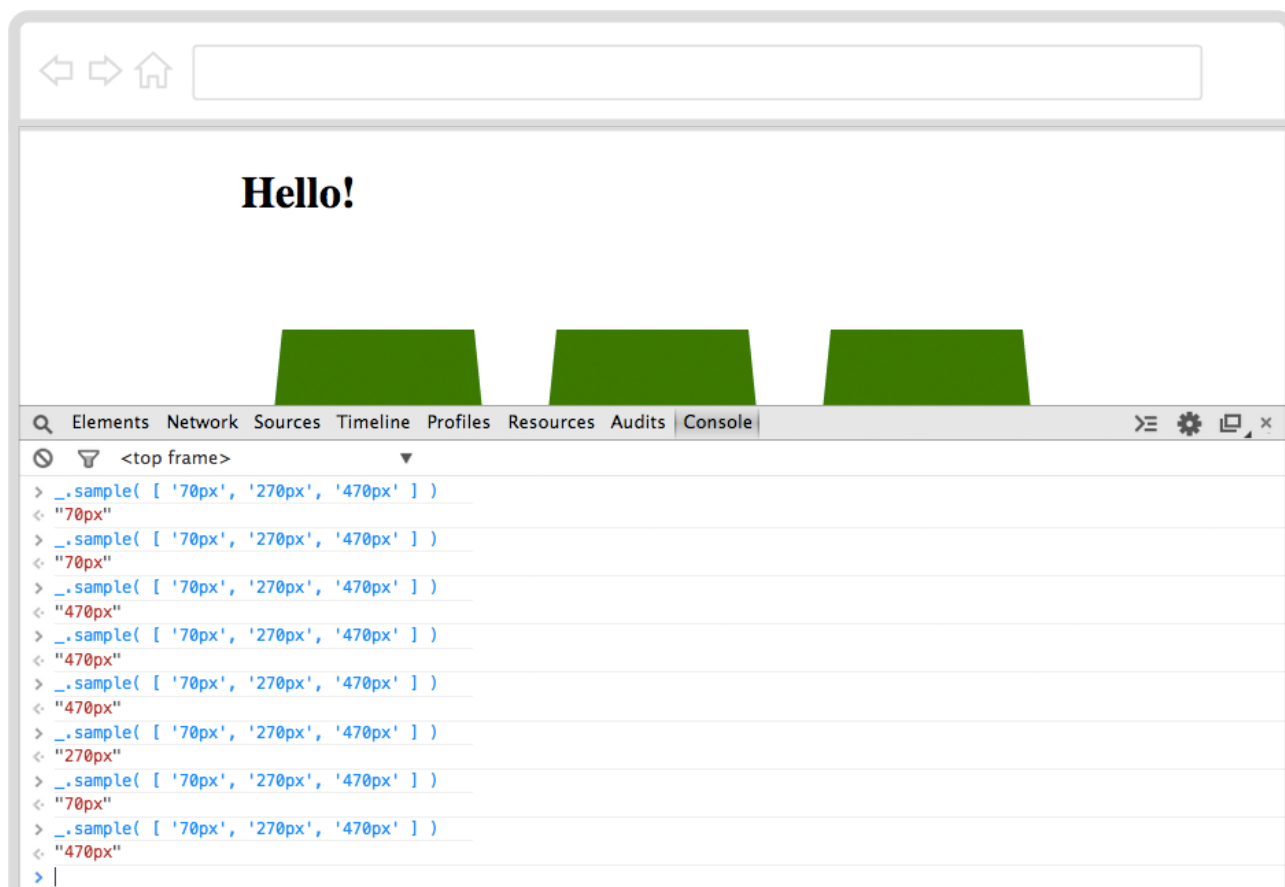 Hello!
Elements Network Sources Timeline Profiles Resources Audits Console
<top frame>
> _.sample( [ '70px', '270px', '470px' ] )
"70px"
> _.sample( [ '70px', '270px', '470px' ] )
"70px"
> _.sample( [ '70px', '270px', '470px' ] )
"470px"
> _.sample( [ '70px', '270px', '470px' ] )
"470px"
> _.sample( [ '70px', '270px', '470px' ] )
"470px"
> _.sample( [ '70px', '270px', '470px' ] )
"270px"
> _.sample( [ '70px', '270px', '470px' ] )
"70px"
> _.sample( [ '70px', '270px', '470px' ] )
"470px"
>